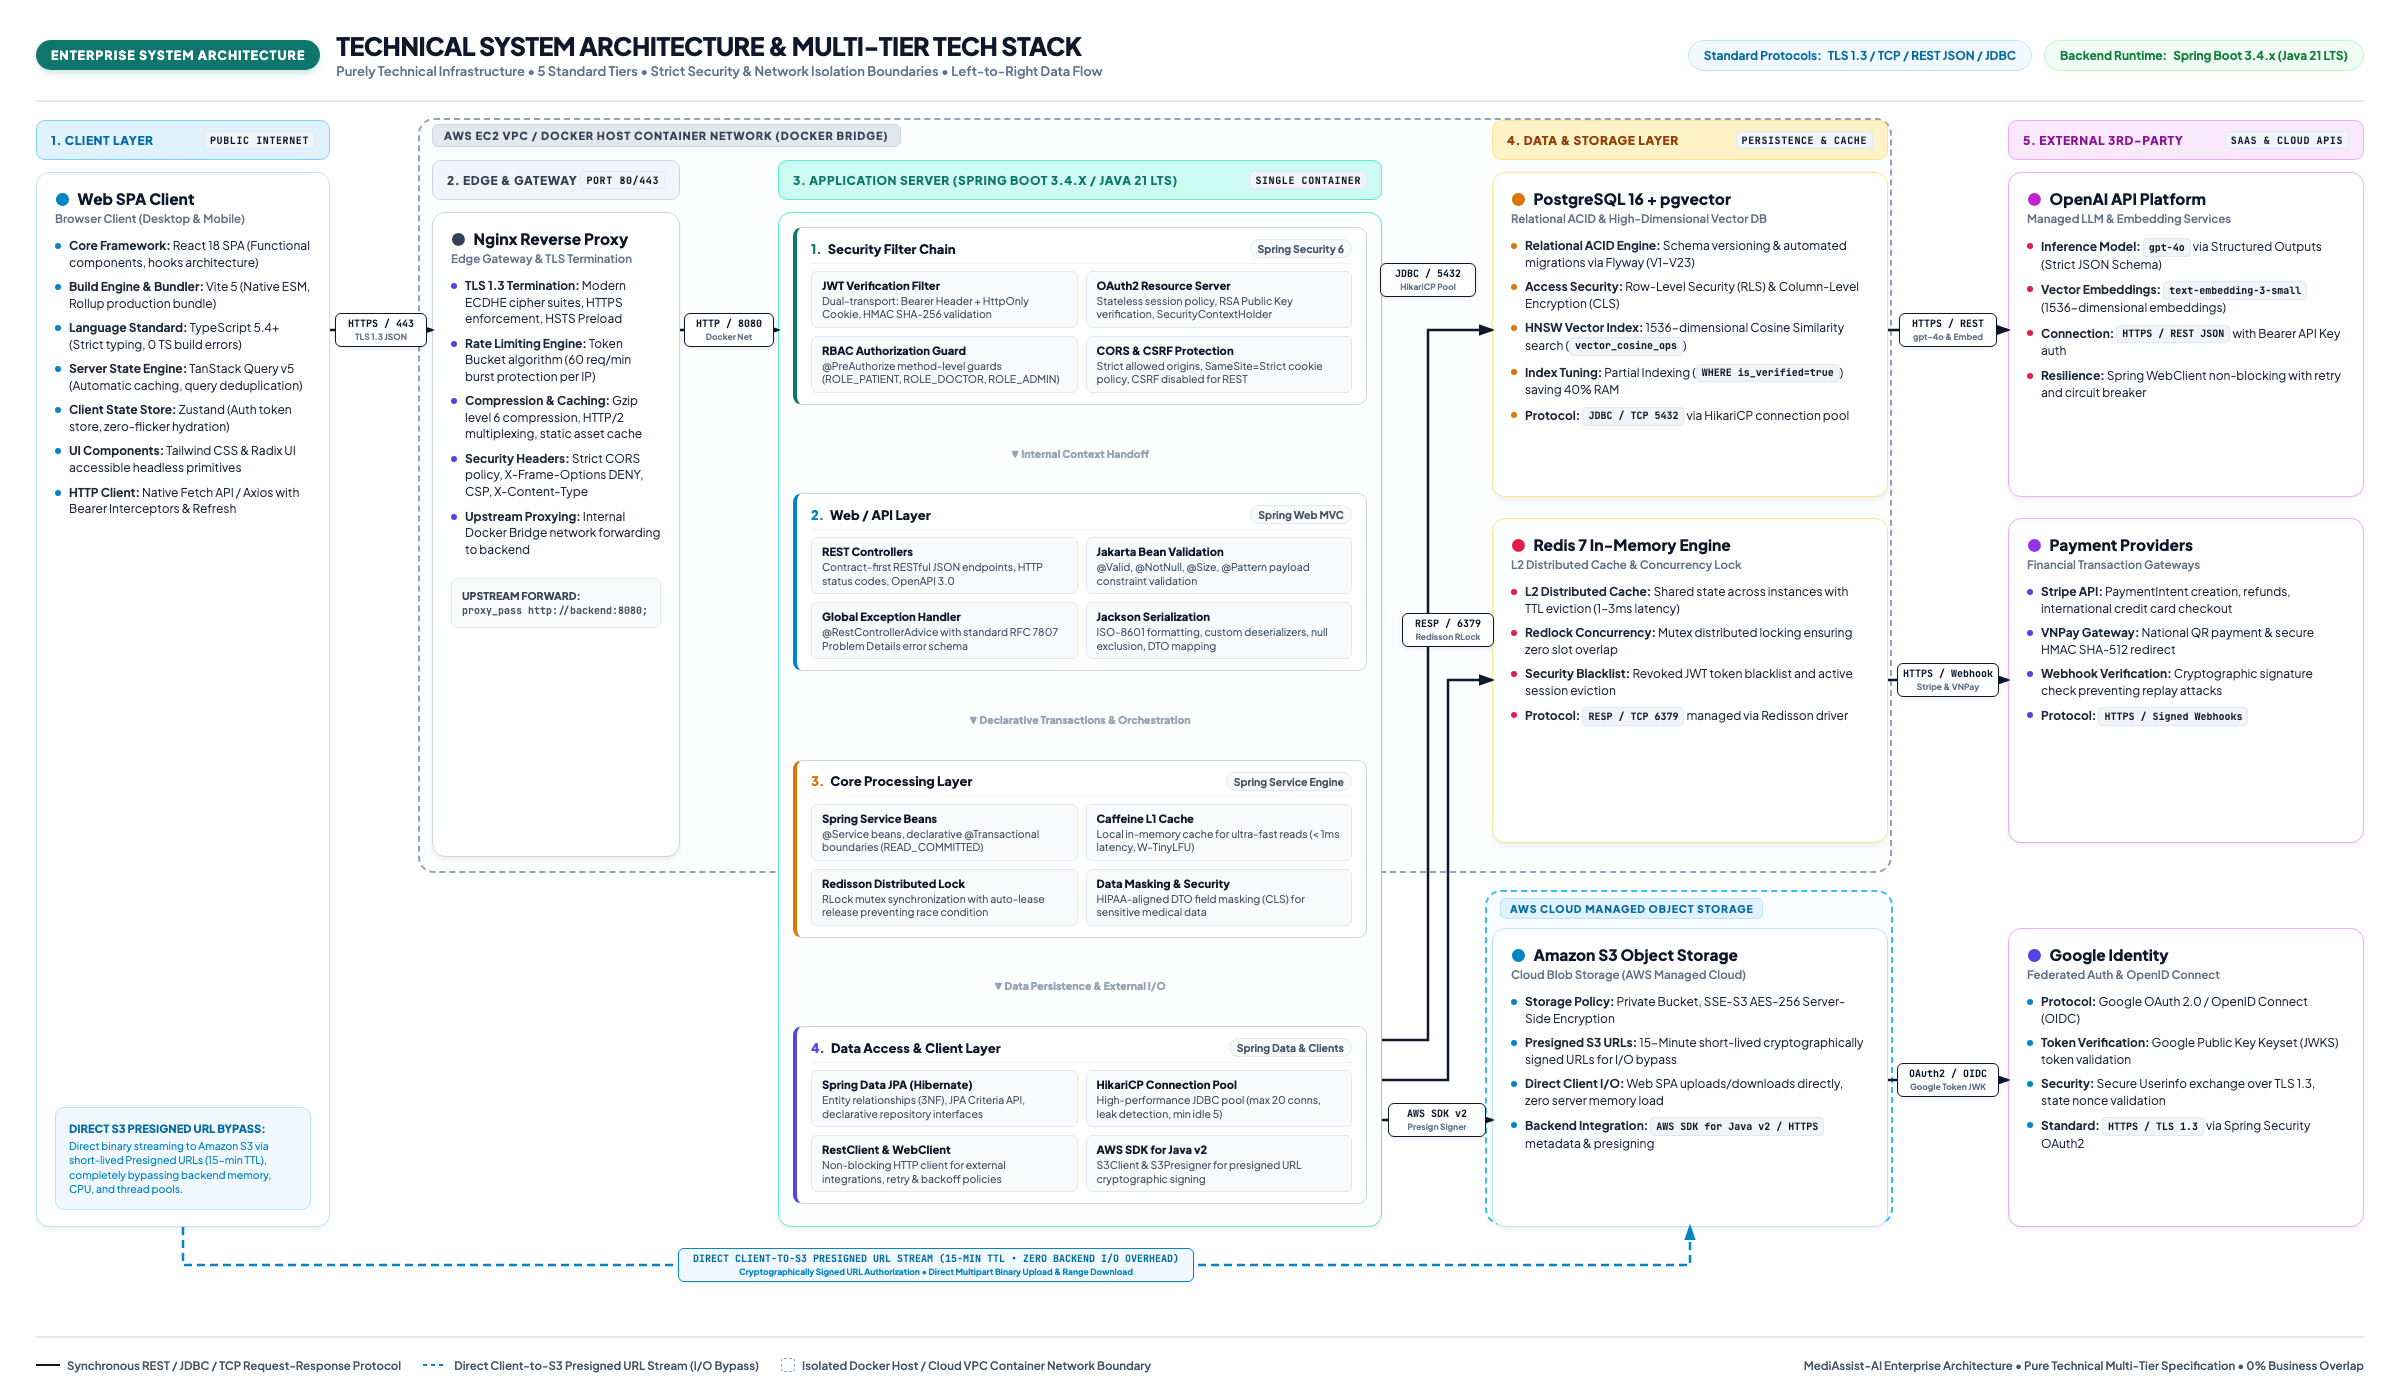 ENTERPRISE SYSTEM ARCHITECTURE
TECHNICAL SYSTEM ARCHITECTURE & MULTI-TIER TECH STACK
Purely Technical Infrastructure • 5 Standard Tiers • Strict Security & Network Isolation Boundaries • Left-to-Right Data Flow
Standard Protocols: TLS 1.3 / TCP / REST JSON / JDBC
Backend Runtime: Spring Boot 3.4.x (Java 21 LTS)
1. CLIENT LAYER
PUBLIC INTERNET
Web SPA Client
Browser Client (Desktop & Mobile)
Core Framework: React 18 SPA (Functional
components, hooks architecture)
Build Engine & Bundler: Vite 5 (Native ESM,
Rollup production bundle)
Language Standard: TypeScript 5.4+
(Strict typing, 0 TS build errors)
Server State Engine: TanStack Query v5
(Automatic caching, query deduplication)
Client State Store: Zustand (Auth token
store, zero-flicker hydration)
UI Components: Tailwind CSS & Radix UI
accessible headless primitives
HTTP Client: Native Fetch API / Axios with
Bearer Interceptors & Refresh
DIRECT S3 PRESIGNED URL BYPASS:
Direct binary streaming to Amazon S3 via
short-lived Presigned URLs (15-min TTL),
completely bypassing backend memory,
CPU, and thread pools.
HTTPS / 443
TLS 1.3 JSON
AWS EC2 VPC / DOCKER HOST CONTAINER NETWORK (DOCKER BRIDGE)
2. EDGE & GATEWAY
PORT 80/443
Nginx Reverse Proxy
Edge Gateway & TLS Termination
TLS 1.3 Termination: Modern
ECDHE cipher suites, HTTPS
enforcement, HSTS Preload
Rate Limiting Engine: Token
Bucket algorithm (60 req/min
burst protection per IP)
Compression & Caching: Gzip
level 6 compression, HTTP/2
multiplexing, static asset cache
Security Headers: Strict CORS
policy, X-Frame-Options DENY,
CSP, X-Content-Type
Upstream Proxying: Internal
Docker Bridge network forwarding
to backend
UPSTREAM FORWARD:
proxy_pass http://backend:8080;
HTTP / 8080
Docker Net
3. APPLICATION SERVER (SPRING BOOT 3.4.X / JAVA 21 LTS)
SINGLE CONTAINER
1. Security Filter Chain
Spring Security 6
JWT Verification Filter
Dual-transport: Bearer Header + HttpOnly
Cookie, HMAC SHA-256 validation
OAuth2 Resource Server
Stateless session policy, RSA Public Key
verification, SecurityContextHolder
RBAC Authorization Guard
@PreAuthorize method-level guards
(ROLE_PATIENT, ROLE_DOCTOR, ROLE_ADMIN)
CORS & CSRF Protection
Strict allowed origins, SameSite=Strict cookie
policy, CSRF disabled for REST
▼ Internal Context Handoff
2. Web / API Layer
Spring Web MVC
REST Controllers
Contract-first RESTful JSON endpoints, HTTP
status codes, OpenAPI 3.0
Jakarta Bean Validation
@Valid, @NotNull, @Size, @Pattern payload
constraint validation
Global Exception Handler
@RestControllerAdvice with standard RFC 7807
Problem Details error schema
Jackson Serialization
ISO-8601 formatting, custom deserializers, null
exclusion, DTO mapping
▼ Declarative Transactions & Orchestration
3. Core Processing Layer
Spring Service Engine
Spring Service Beans
@Service beans, declarative @Transactional
boundaries (READ_COMMITTED)
Caffeine L1 Cache
Local in-memory cache for ultra-fast reads (< 1ms
latency, W-TinyLFU)
Redisson Distributed Lock
RLock mutex synchronization with auto-lease
release preventing race condition
Data Masking & Security
HIPAA-aligned DTO field masking (CLS) for
sensitive medical data
▼ Data Persistence & External I/O
4. Data Access & Client Layer
Spring Data & Clients
Spring Data JPA (Hibernate)
Entity relationships (3NF), JPA Criteria API,
declarative repository interfaces
HikariCP Connection Pool
High-performance JDBC pool (max 20 conns,
leak detection, min idle 5)
RestClient & WebClient
Non-blocking HTTP client for external
integrations, retry & backoff policies
AWS SDK for Java v2
S3Client & S3Presigner for presigned URL
cryptographic signing
JDBC / 5432
HikariCP Pool
RESP / 6379
Redisson RLock
AWS SDK v2
Presign Signer
4. DATA & STORAGE LAYER
PERSISTENCE & CACHE
PostgreSQL 16 + pgvector
Relational ACID & High-Dimensional Vector DB
Relational ACID Engine: Schema versioning & automated
migrations via Flyway (V1-V23)
Access Security: Row-Level Security (RLS) & Column-Level
Encryption (CLS)
HNSW Vector Index: 1536-dimensional Cosine Similarity
search ( vector_cosine_ops )
Index Tuning: Partial Indexing ( WHERE is_verified=true )
saving 40% RAM
Protocol: JDBC / TCP 5432 via HikariCP connection pool
Redis 7 In-Memory Engine
L2 Distributed Cache & Concurrency Lock
L2 Distributed Cache: Shared state across instances with
TTL eviction (1-3ms latency)
Redlock Concurrency: Mutex distributed locking ensuring
zero slot overlap
Security Blacklist: Revoked JWT token blacklist and active
session eviction
Protocol: RESP / TCP 6379 managed via Redisson driver
AWS CLOUD MANAGED OBJECT STORAGE
Amazon S3 Object Storage
Cloud Blob Storage (AWS Managed Cloud)
Storage Policy: Private Bucket, SSE-S3 AES-256 Server-
Side Encryption
Presigned S3 URLs: 15-Minute short-lived cryptographically
signed URLs for I/O bypass
Direct Client I/O: Web SPA uploads/downloads directly,
zero server memory load
Backend Integration: AWS SDK for Java v2 / HTTPS
metadata & presigning
HTTPS / REST
gpt-4o & Embed
HTTPS / Webhook
Stripe & VNPay
OAuth2 / OIDC
Google Token JWK
5. EXTERNAL 3RD-PARTY
SAAS & CLOUD APIS
OpenAI API Platform
Managed LLM & Embedding Services
Inference Model: gpt-4o via Structured Outputs
(Strict JSON Schema)
Vector Embeddings: text-embedding-3-small
(1536-dimensional embeddings)
Connection: HTTPS / REST JSON with Bearer API Key
auth
Resilience: Spring WebClient non-blocking with retry
and circuit breaker
Payment Providers
Financial Transaction Gateways
Stripe API: PaymentIntent creation, refunds,
international credit card checkout
VNPay Gateway: National QR payment & secure
HMAC SHA-512 redirect
Webhook Verification: Cryptographic signature
check preventing replay attacks
Protocol: HTTPS / Signed Webhooks
Google Identity
Federated Auth & OpenID Connect
Protocol: Google OAuth 2.0 / OpenID Connect
(OIDC)
Token Verification: Google Public Key Keyset (JWKS)
token validation
Security: Secure Userinfo exchange over TLS 1.3,
state nonce validation
Standard: HTTPS / TLS 1.3 via Spring Security
OAuth2
DIRECT CLIENT-TO-S3 PRESIGNED URL STREAM (15-MIN TTL • ZERO BACKEND I/O OVERHEAD)
Cryptographically Signed URL Authorization • Direct Multipart Binary Upload & Range Download
Synchronous REST / JDBC / TCP Request-Response Protocol
Direct Client-to-S3 Presigned URL Stream (I/O Bypass)
Isolated Docker Host / Cloud VPC Container Network Boundary
MediAssist-AI Enterprise Architecture • Pure Technical Multi-Tier Specification • 0% Business Overlap